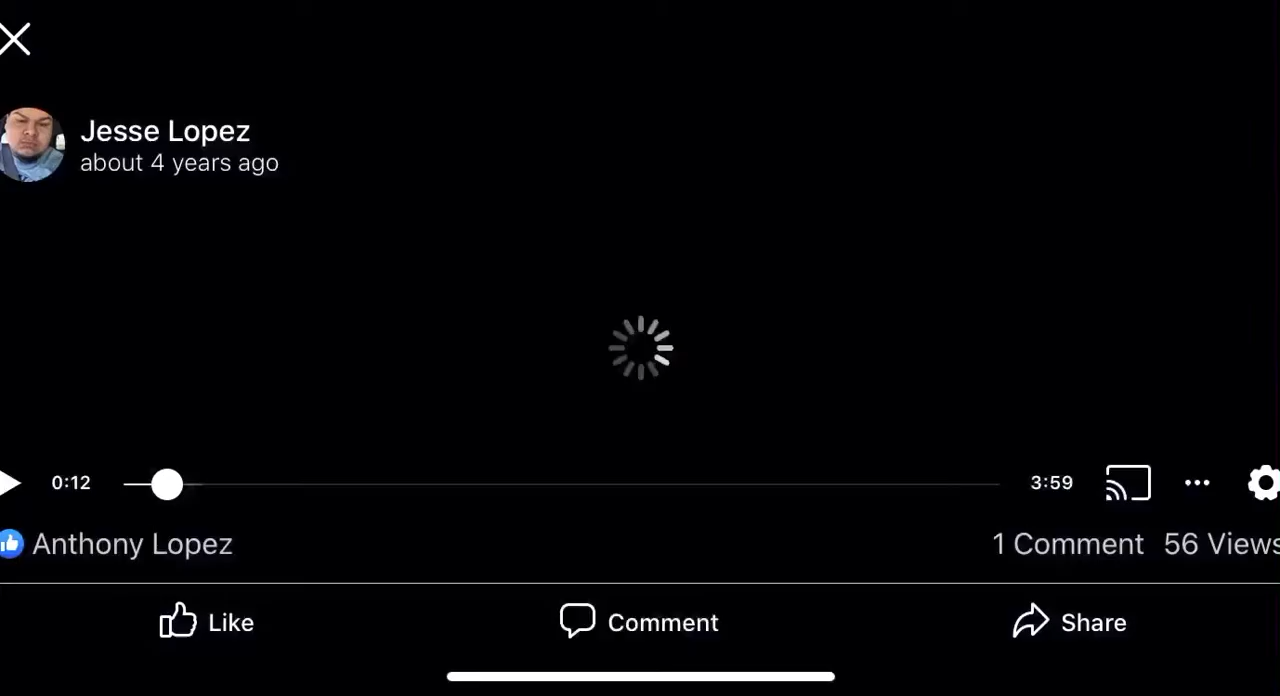 Jesse Lopez
about 4 years ago
0:12
3:59
Anthony Lopez
1 Comment 56 Views
Like
Comment
Share